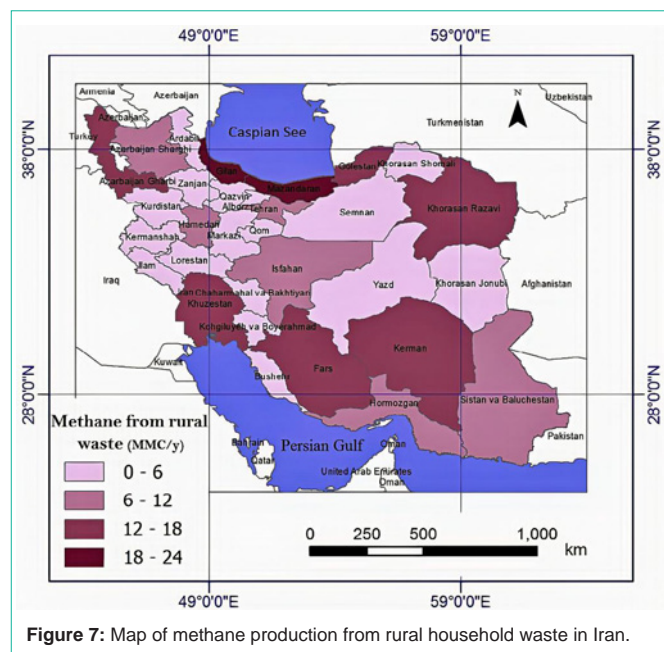 49°0'0"E 59°0'0"E
Armenia
Azerbaijan
Uzbekistan
N
Azerbaijan
Turkmenistan
Caspian See
Turkey
Ardabil
38°0'0"N
38°0'0"N
Azarbaijan Sharghi
Golestan
Khorasan Shomali
Gilan
Azarbaijan Gharbi
Zanjan
Mazandaran
Qazvin
Alborz
Tehran
Khorasan Razavi
Kurdistan
Semnan
Hamedan
Qom
Kermanshah
Markazi
Lorestan
Ilam
Isfahan
Iraq
Yazd
Khorasan Jonubi
Afghanistan
Chaharmahal va Bakhtiyari
Khuzestan
Kohgiluyeh va Boyerahmad
Kerman
Kuwait
Fars
Bushehr
28°0'0"N
28°0'0"N
Hormozgan
Sistan va Baluchestan
Methane from rural
waste (MMC/y)
0 - 6
6 - 12
12 - 18
18 - 24
Persian Gulf
Bahrain
Oman
Pakistan
Qatar
United Arab Emirates
Oman
0 250 500 1,000
km
49°0'0"E 59°0'0"E
Figure 7: Map of methane production from rural household waste in Iran.